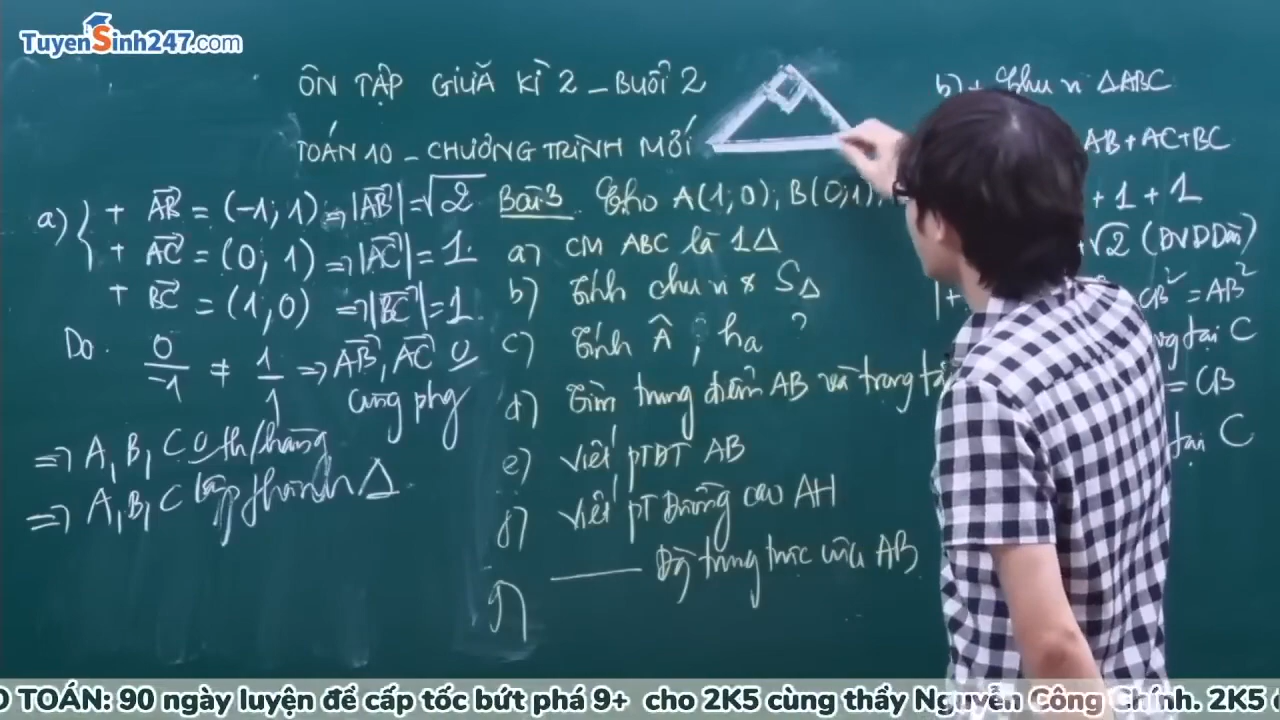 TuyenSinh247.com
ÔN TẬP GIỮA KÌ 2 _ BUỔI 2
TOÁN 10 _ CHƯƠNG TRÌNH MỚI
a) + AB = (-1; 1) => |AB| = √2
+ AC = (0; 1) => |AC| = 1.
+ BC = (1; 0) => |BC| = 1.
Do 0/-1 ≠ 1/1 => AB, AC 0
cùng phg
=> A, B, C 0 th/hàng
=> A, B, C lập thành Δ.
Bài 3 Cho A(1; 0); B(0; 1);
a) CM ABC là 1Δ
b) Tính chu vi & SΔ
c) Tính Â, ha ?
d) Tìm trung điểm AB và trọng
e) Viết PTĐT AB
f) Viết PT Đường cao AH
g) trung trực của AB
b) + Chu vi ΔABC
AB + AC + BC
+ 1 + 1
√2 (ĐVĐDài)
CB² = AB²
tại C
= CB
tại C
O TOÁN: 90 ngày luyện đề cấp tốc bứt phá 9+ cho 2K5 cùng thầy Nguyễn Công Chính. 2K5